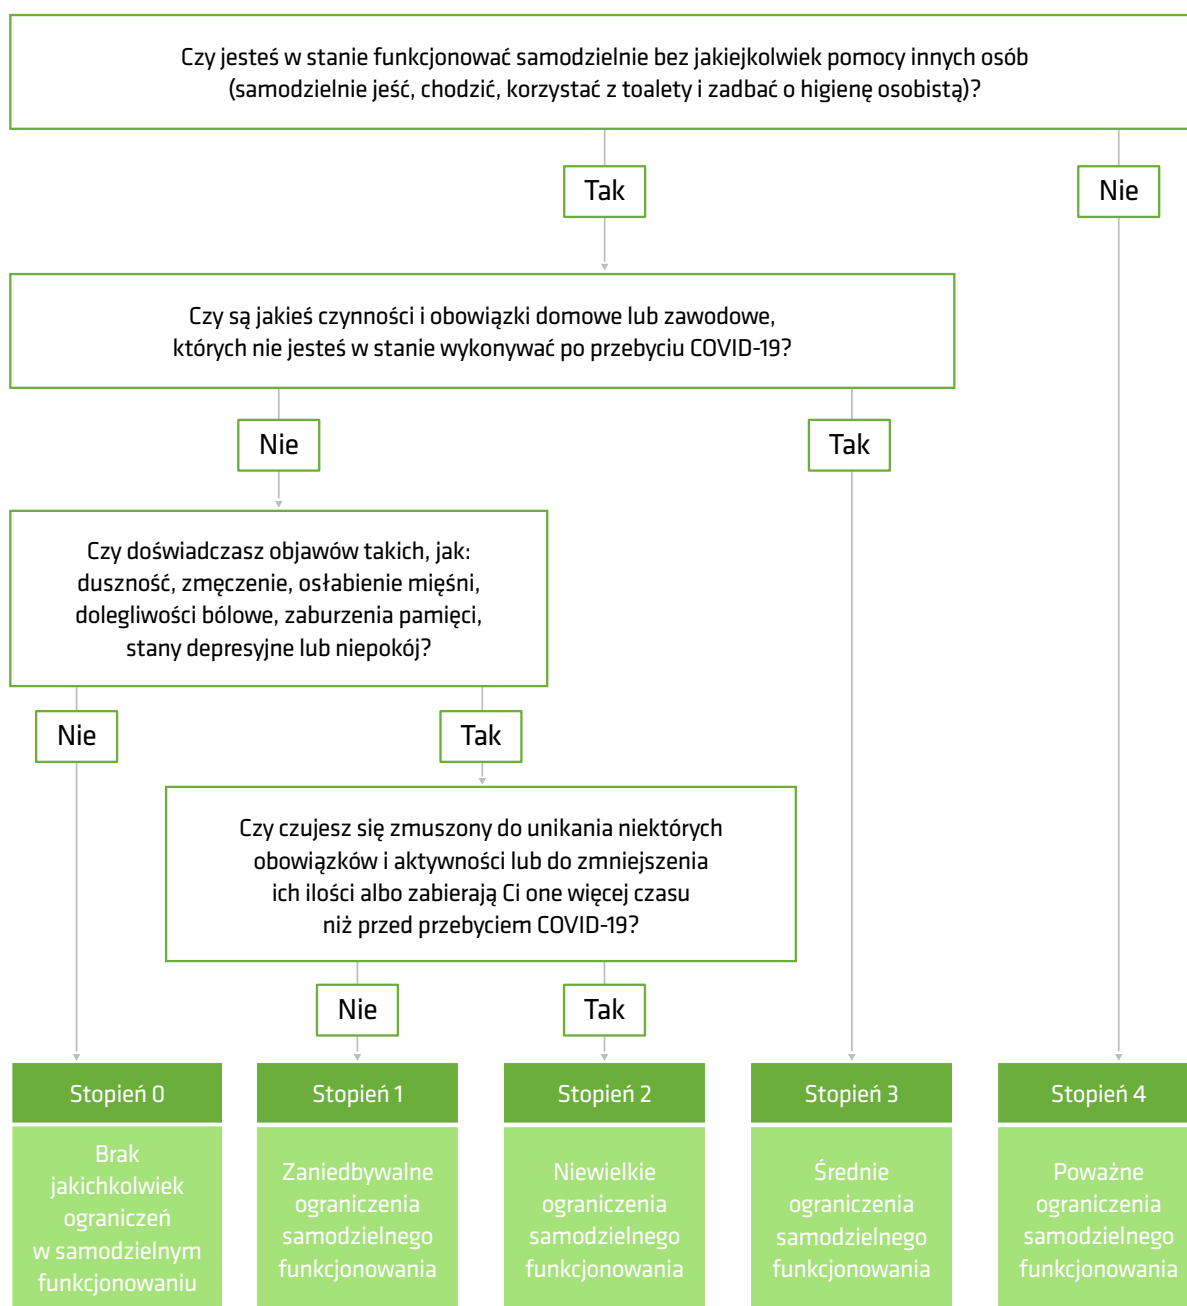 Czy jesteś w stanie funkcjonować samodzielnie bez jakiejkolwiek pomocy innych osób
(samodzielnie jeść, chodzić, korzystać z toalety i zadbać o higienę osobistą)?
Tak
Nie
Czy są jakieś czynności i obowiązki domowe lub zawodowe,
których nie jesteś w stanie wykonywać po przebyciu COVID-19?
Nie
Tak
Czy doświadczasz objawów takich, jak:
duszność, zmęczenie, osłabienie mięśni,
dolegliwości bólowe, zaburzenia pamięci,
stany depresyjne lub niepokój?
Nie
Tak
Czy czujesz się zmuszony do unikania niektórych
obowiązków i aktywności lub do zmniejszenia
ich ilości albo zabierają Ci one więcej czasu
niż przed przebyciem COVID-19?
Nie
Tak
Stopień 0
Brak
jakichkolwiek
ograniczeń
w samodzielnym
funkcjonowaniu
Stopień 1
Zaniedbywalne
ograniczenia
samodzielnego
funkcjonowania
Stopień 2
Niewielkie
ograniczenia
samodzielnego
funkcjonowania
Stopień 3
Średnie
ograniczenia
samodzielnego
funkcjonowania
Stopień 4
Poważne
ograniczenia
samodzielnego
funkcjonowania